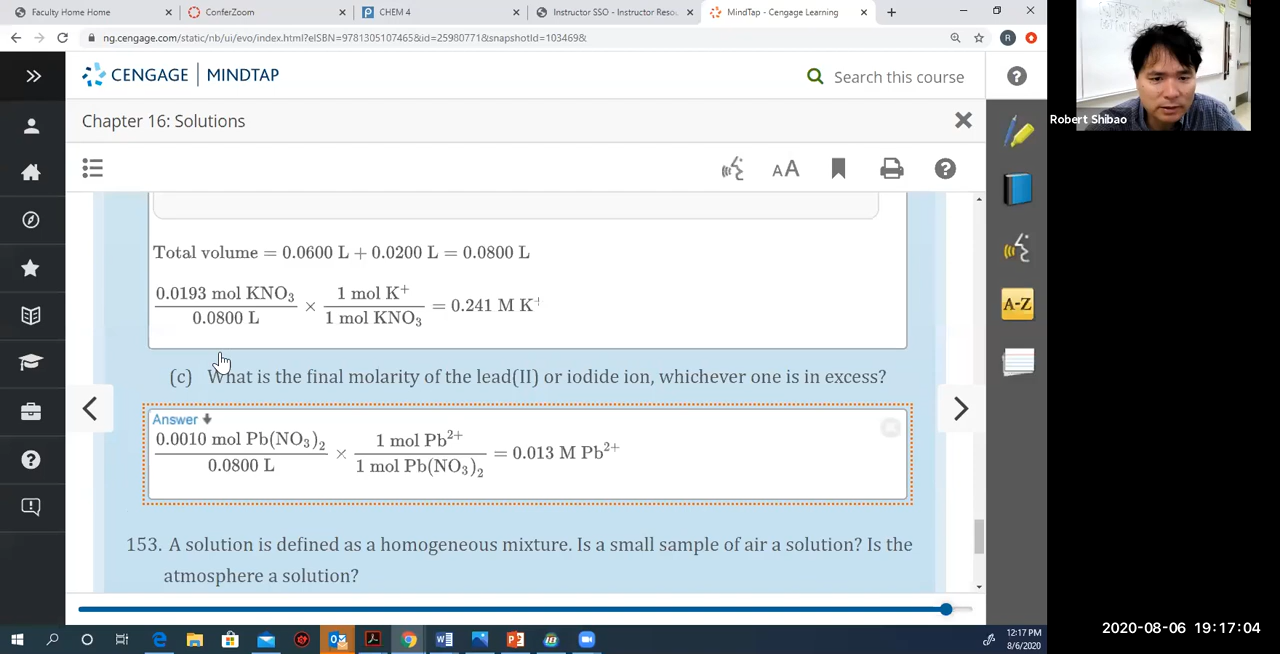 Faculty Home Home
ConferZoom
CHEM 4
Instructor SSO - Instructor Reso
MindTap - Cengage Learning
ng.cengage.com/static/nb/ui/evo/index.html?eISBN=9781305107465&id=25980771&snapshotId=103469&
R
CENGAGE | MINDTAP
Search this course
Chapter 16: Solutions
AA
Robert Shibao
A-Z
Total volume = 0.0600 L + 0.0200 L = 0.0800 L
0.0193 mol KNO₃ / 0.0800 L × 1 mol K⁺ / 1 mol KNO₃ = 0.241 M K⁺
(c) What is the final molarity of the lead(II) or iodide ion, whichever one is in excess?
Answer
0.0010 mol Pb(NO₃)₂ / 0.0800 L × 1 mol Pb²⁺ / 1 mol Pb(NO₃)₂ = 0.013 M Pb²⁺
153. A solution is defined as a homogeneous mixture. Is a small sample of air a solution? Is the
atmosphere a solution?
12:17 PM
8/6/2020
2020-08-06 19:17:04